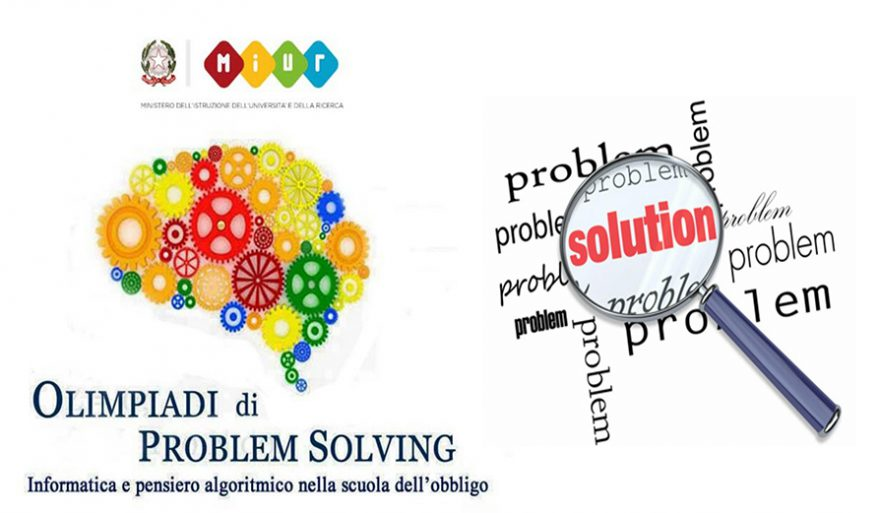 MiUr
MINISTERO DELL'ISTRUZIONE DELL'UNIVERSITA' E DELLA RICERCA
OLIMPIADI di
PROBLEM SOLVING
Informatica e pensiero algoritmico nella scuola dell'obbligo
problem
problem
problem
solution
problem
problem
problem
problem
problem
problem
problem
problem